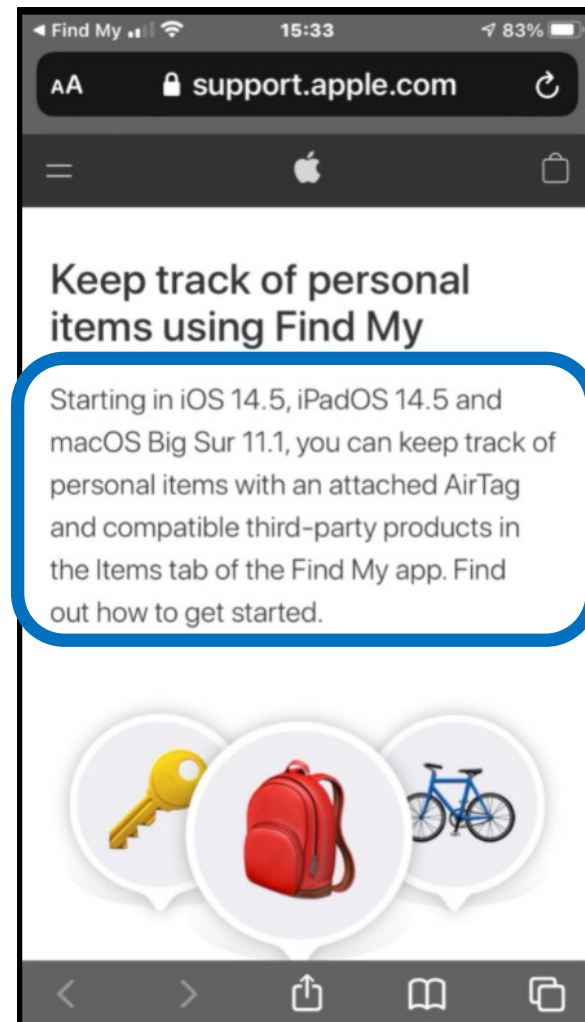 Find My 15:33 83%
AA support.apple.com
Keep track of personal
items using Find My
Starting in iOS 14.5, iPadOS 14.5 and
macOS Big Sur 11.1, you can keep track of
personal items with an attached AirTag
and compatible third-party products in
the Items tab of the Find My app. Find
out how to get started.